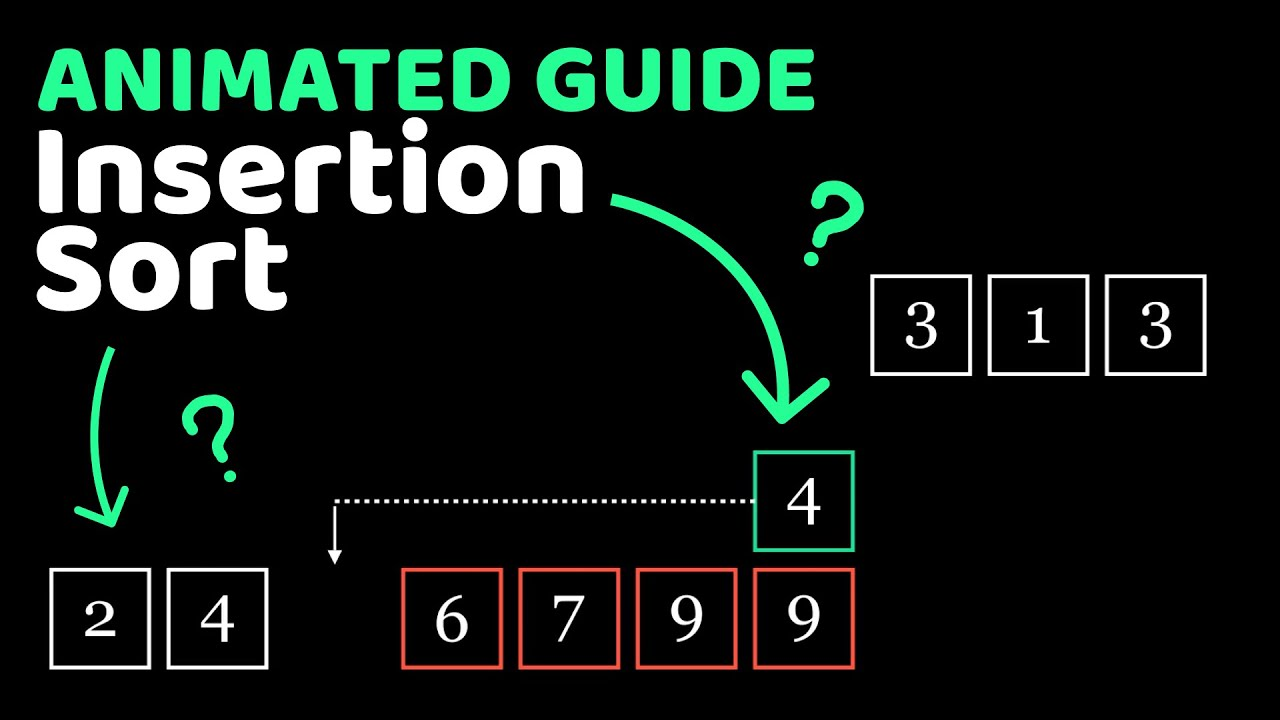 ANIMATED GUIDE
Insertion
Sort
?
3 1 3
?
4
2 4 6 7 9 9